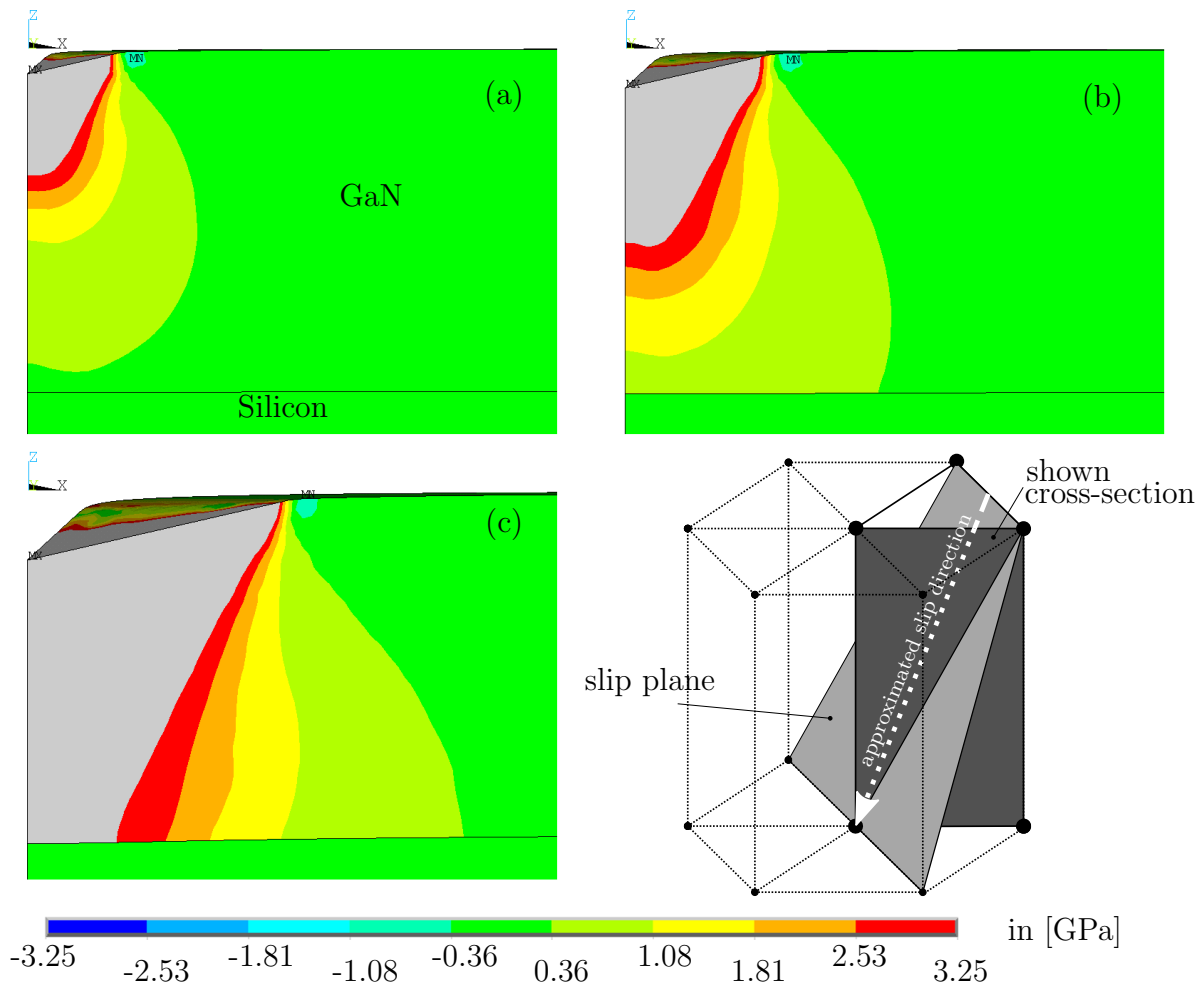 Z
X
MX
MN
(a)
GaN
Silicon
Z
X
MX
MN
(b)
Z
X
MX
MN
(c)
shown
cross-section
approximated slip direction
slip plane
-3.25
-2.53
-1.81
-1.08
-0.36
0.36
1.08
1.81
2.53
3.25
in [GPa]